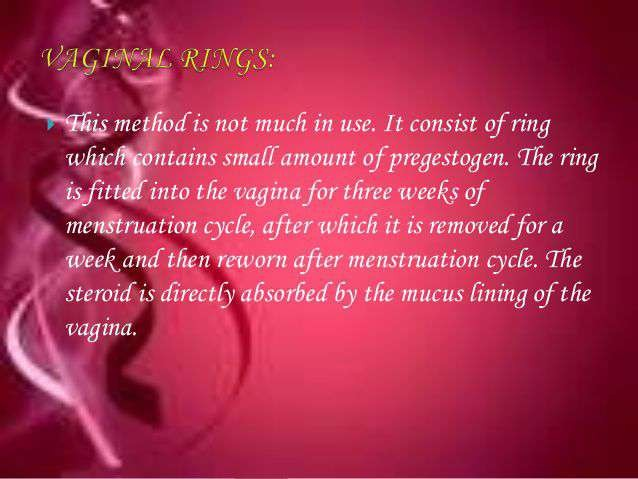 VAGINAL RINGS:
This method is not much in use. It consist of ring
which contains small amount of pregestogen. The ring
is fitted into the vagina for three weeks of
menstruation cycle, after which it is removed for a
week and then reworn after menstruation cycle. The
steroid is directly absorbed by the mucus lining of the
vagina.